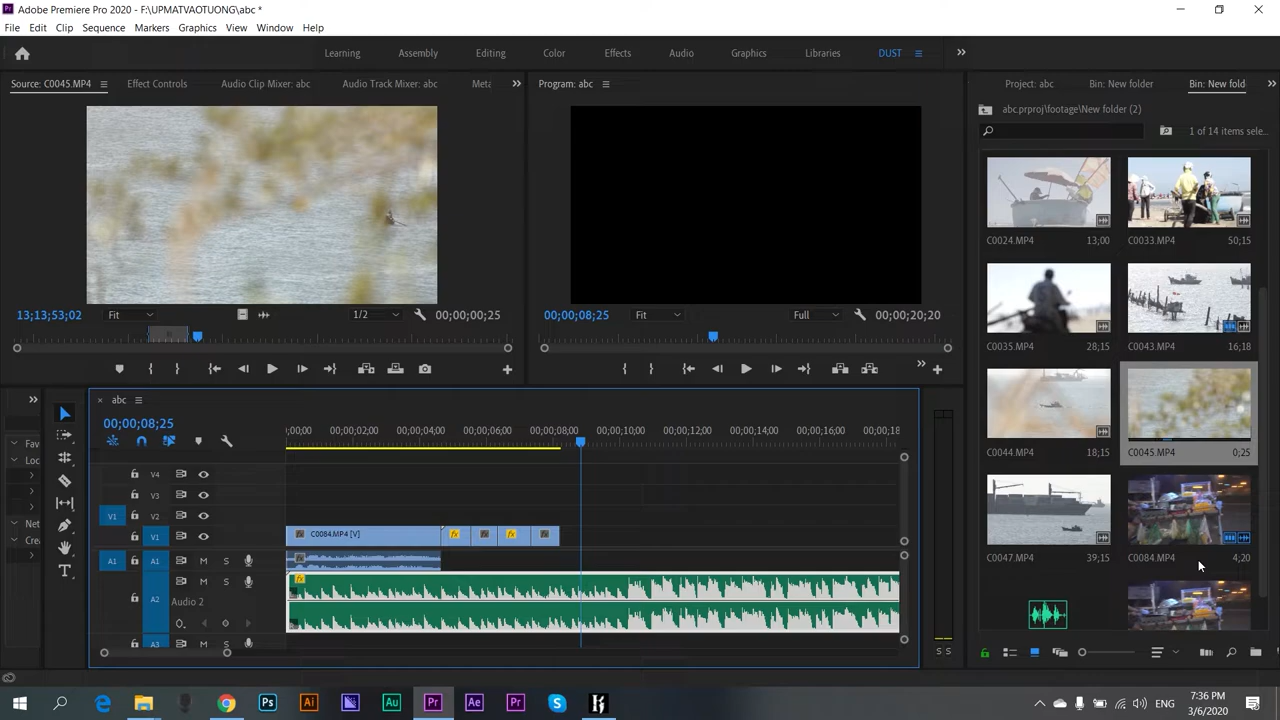 Adobe Premiere Pro 2020 - F:\UPMATVAOTUONG\abc *
File Edit Clip Sequence Markers Graphics View Window Help
Learning Assembly Editing Color Effects Audio Graphics Libraries DUST
Source: C0045.MP4 Effect Controls Audio Clip Mixer: abc Audio Track Mixer: abc Meta
Program: abc
Project: abc Bin: New folder Bin: New fold
abc.prproj\footage\New folder (2)
1 of 14 items sele...
C0024.MP4 13;00 C0033.MP4 50;15
C0035.MP4 28;15 C0043.MP4 16;18
C0044.MP4 18;15 C0045.MP4 0;25
C0047.MP4 39;15 C0084.MP4 4;20
13;13;53;02 Fit 1/2 00;00;00;25
00;00;08;25 Fit Full 00;00;20;20
abc
00;00;08;25
;00;00 00;00;02;00 00;00;04;00 00;00;06;00 00;00;08;00 00;00;10;00 00;00;12;00 00;00;14;00 00;00;16;00 00;00;18
Fav
Loc
Net
Crea
V4
V3
V1 V2
V1 C0084.MP4 [V]
A1 A1 M S
A2 M S
Audio 2
A3 M S
S S
Ps Ai Au Pr Ae Pr
ENG
7:36 PM
3/6/2020